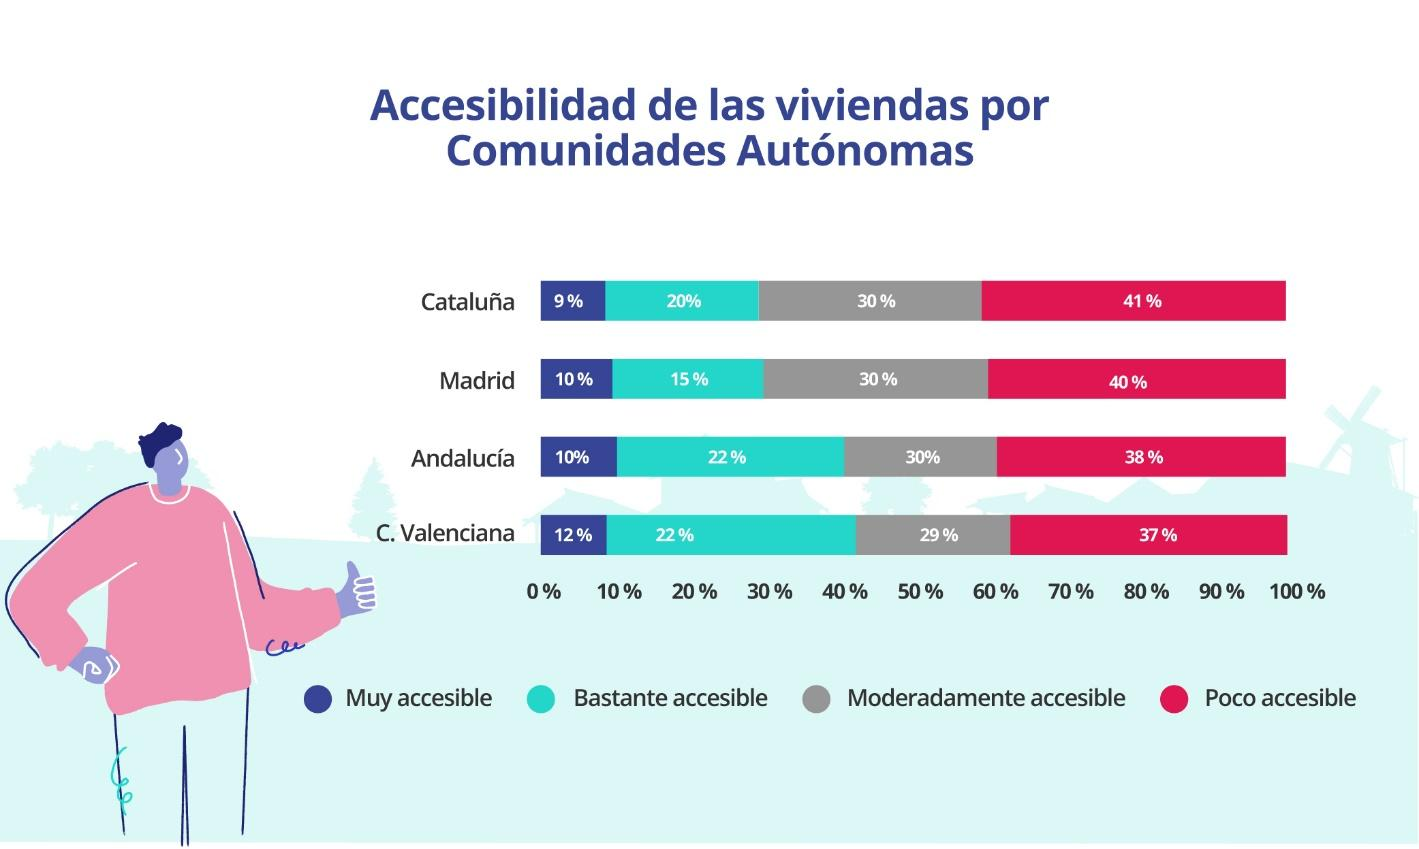 Accesibilidad de las viviendas por
Comunidades Autónomas
Cataluña 9 % 20% 30 % 41 %
Madrid 10 % 15 % 30 % 40 %
Andalucía 10% 22 % 30% 38 %
C. Valenciana 12 % 22 % 29 % 37 %
0 % 10 % 20 % 30 % 40 % 50 % 60 % 70 % 80 % 90 % 100 %
Muy accesible Bastante accesible Moderadamente accesible Poco accesible